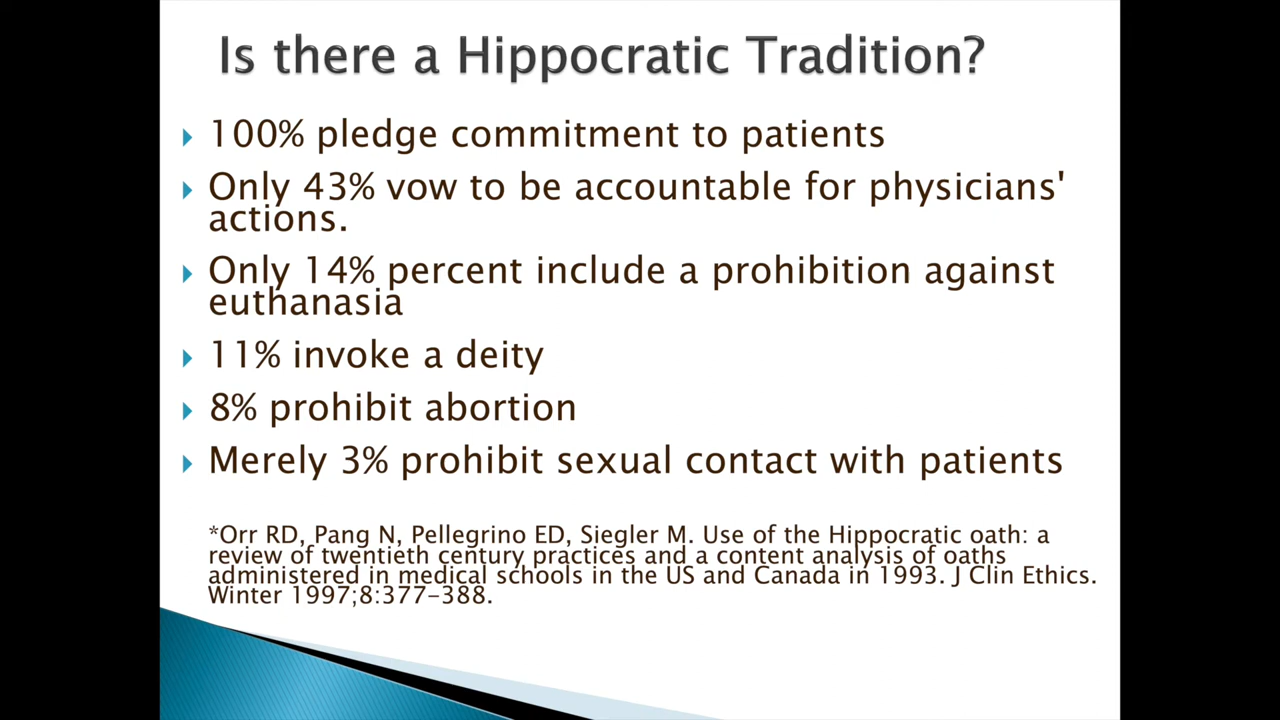 Is there a Hippocratic Tradition?
100% pledge commitment to patients
Only 43% vow to be accountable for physicians'
actions.
Only 14% percent include a prohibition against
euthanasia
11% invoke a deity
8% prohibit abortion
Merely 3% prohibit sexual contact with patients
*Orr RD, Pang N, Pellegrino ED, Siegler M. Use of the Hippocratic oath: a
review of twentieth century practices and a content analysis of oaths
administered in medical schools in the US and Canada in 1993. J Clin Ethics.
Winter 1997;8:377-388.